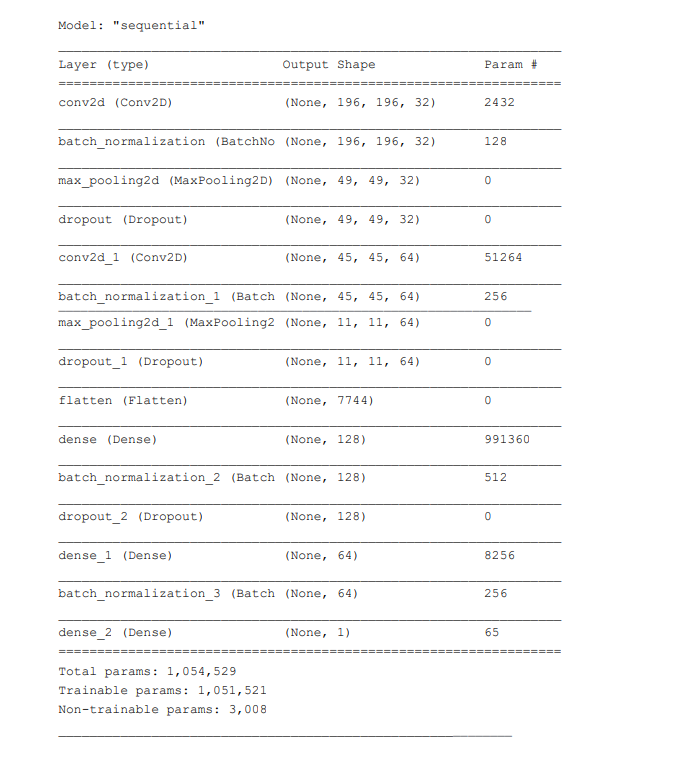 Model: "sequential"
Layer (type) Output Shape Param #
conv2d (Conv2D) (None, 196, 196, 32) 2432
batch_normalization (BatchNo (None, 196, 196, 32) 128
max_pooling2d (MaxPooling2D) (None, 49, 49, 32) 0
dropout (Dropout) (None, 49, 49, 32) 0
conv2d_1 (Conv2D) (None, 45, 45, 64) 51264
batch_normalization_1 (Batch (None, 45, 45, 64) 256
max_pooling2d_1 (MaxPooling2 (None, 11, 11, 64) 0
dropout_1 (Dropout) (None, 11, 11, 64) 0
flatten (Flatten) (None, 7744) 0
dense (Dense) (None, 128) 991360
batch_normalization_2 (Batch (None, 128) 512
dropout_2 (Dropout) (None, 128) 0
dense_1 (Dense) (None, 64) 8256
batch_normalization_3 (Batch (None, 64) 256
dense_2 (Dense) (None, 1) 65
Total params: 1,054,529
Trainable params: 1,051,521
Non-trainable params: 3,008